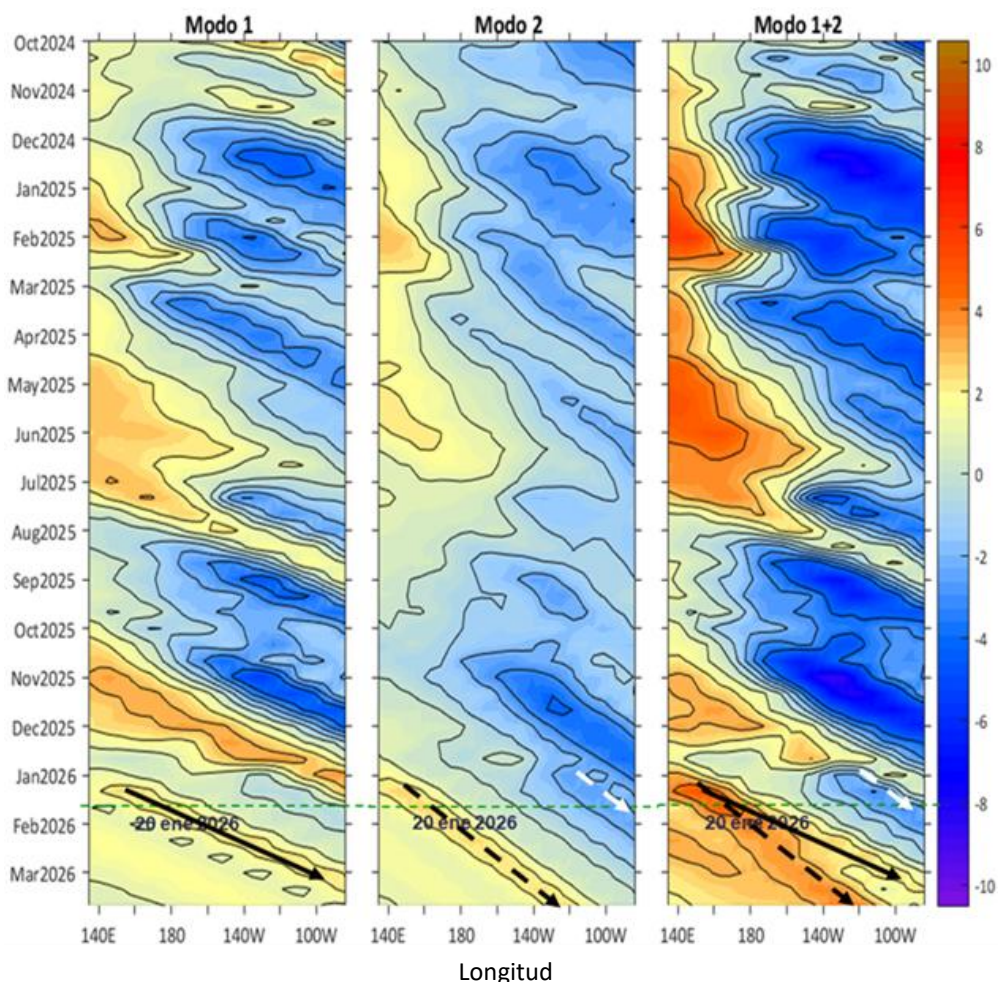 Modo 1
Modo 2
Modo 1+2
Oct2024
Nov2024
Dec2024
Jan2025
Feb2025
Mar2025
Apr2025
May2025
Jun2025
Jul2025
Aug2025
Sep2025
Oct2025
Nov2025
Dec2025
Jan2026
Feb2026
Mar2026
20 ene 2026
20 ene 2026
20 ene 2026
140E 180 140W 100W
140E 180 140W 100W
140E 180 140W 100W
Longitud
10
8
6
4
2
0
-2
-4
-6
-8
-10